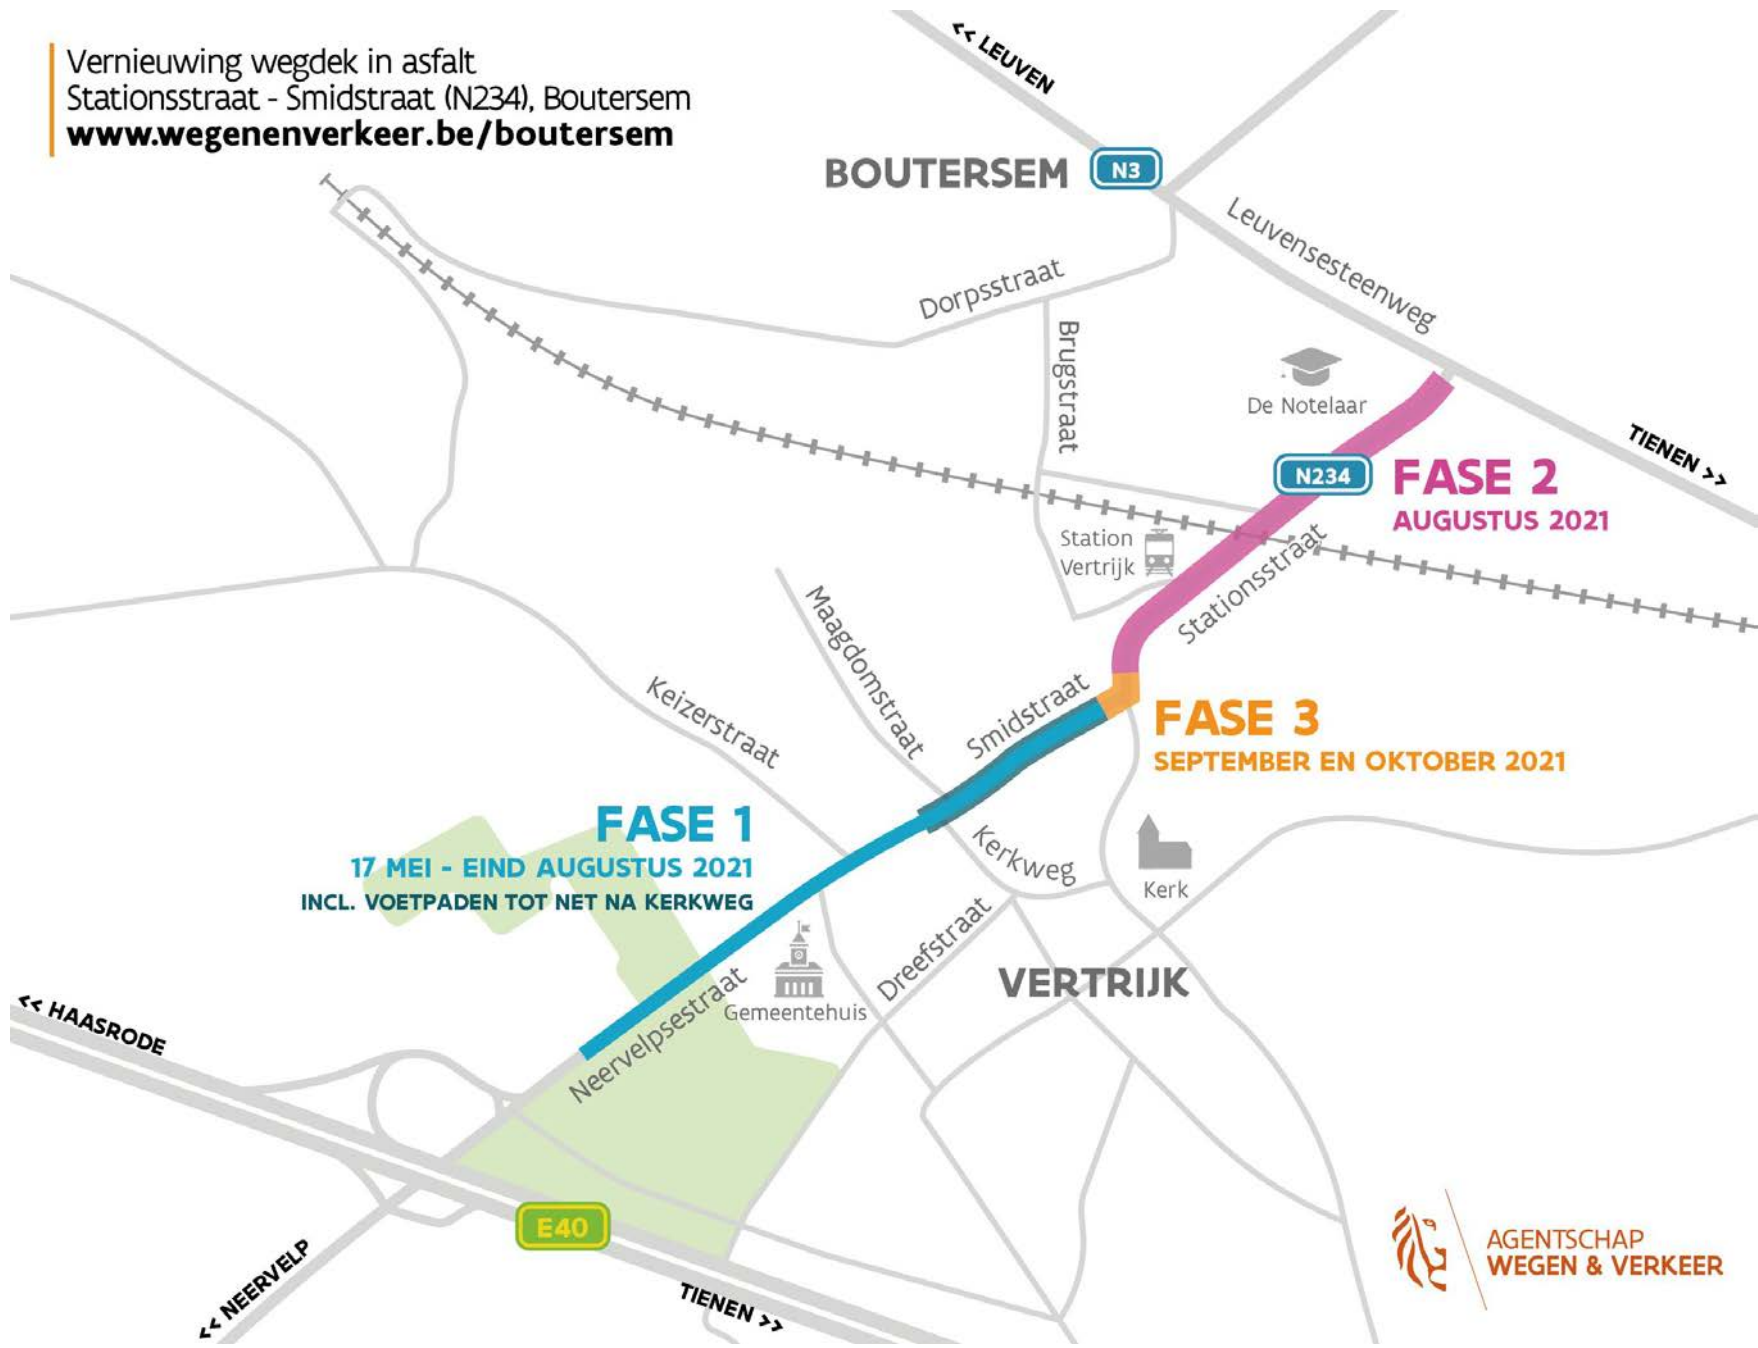 Vernieuwing wegdek in asfalt
Stationsstraat - Smidstraat (N234), Boutersem
www.wegenenverkeer.be/boutersem
<< LEUVEN
BOUTERSEM
N3
Leuvensesteenweg
Dorpsstraat
Brugstraat
De Notelaar
TIENEN >>
N234
FASE 2
AUGUSTUS 2021
Station
Vertrijk
Stationsstraat
Maagdomstraat
Keizerstraat
Smidstraat
FASE 3
SEPTEMBER EN OKTOBER 2021
FASE 1
17 MEI - EIND AUGUSTUS 2021
INCL. VOETPADEN TOT NET NA KERKWEG
Kerkweg
Kerk
Dreefstraat
VERTRIJK
Neervelpsestraat
Gemeentehuis
<< HAASRODE
E40
<< NEERVELP
TIENEN >>
AGENTSCHAP
WEGEN & VERKEER